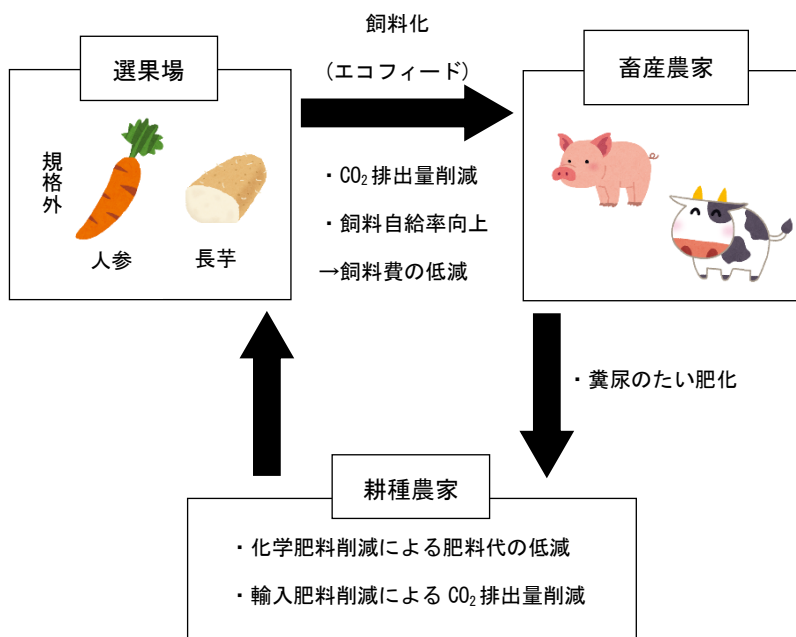 飼料化
(エコフィード)
選果場
規格外
人参
長芋
・CO₂排出量削減
・飼料自給率向上
→飼料費の低減
畜産農家
・糞尿のたい肥化
耕種農家
・化学肥料削減による肥料代の低減
・輸入肥料削減によるCO₂排出量削減